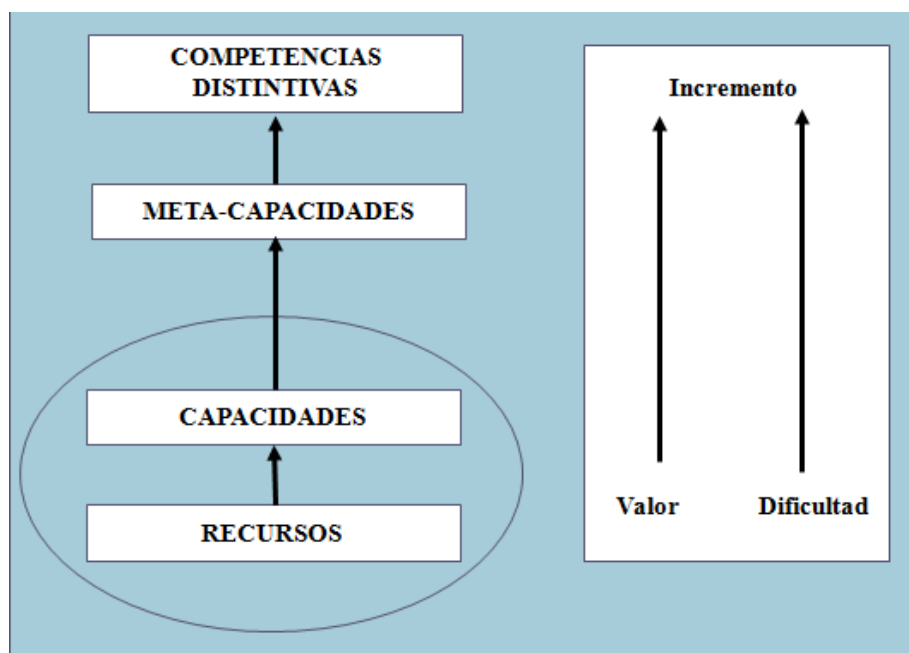 COMPETENCIAS
DISTINTIVAS
META-CAPACIDADES
CAPACIDADES
RECURSOS
Incremento
Valor
Dificultad